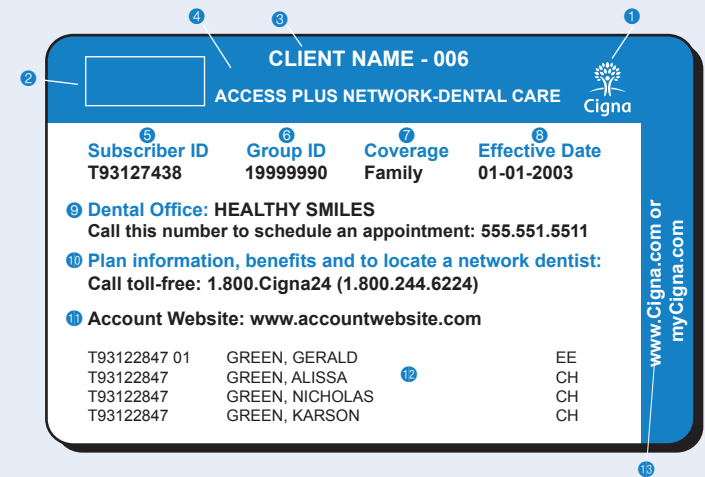 4
3
1
CLIENT NAME - 006
2
ACCESS PLUS NETWORK-DENTAL CARE
Cigna
5 6 7 8
Subscriber ID Group ID Coverage Effective Date
T93127438 19999990 Family 01-01-2003
9 Dental Office: HEALTHY SMILES
Call this number to schedule an appointment: 555.551.5511
10 Plan information, benefits and to locate a network dentist:
Call toll-free: 1.800.Cigna24 (1.800.244.6224)
11 Account Website: www.accountwebsite.com
T93122847 01 GREEN, GERALD EE
T93122847 GREEN, ALISSA 12 CH
T93122847 GREEN, NICHOLAS CH
T93122847 GREEN, KARSON CH
www.Cigna.com or
myCigna.com
13